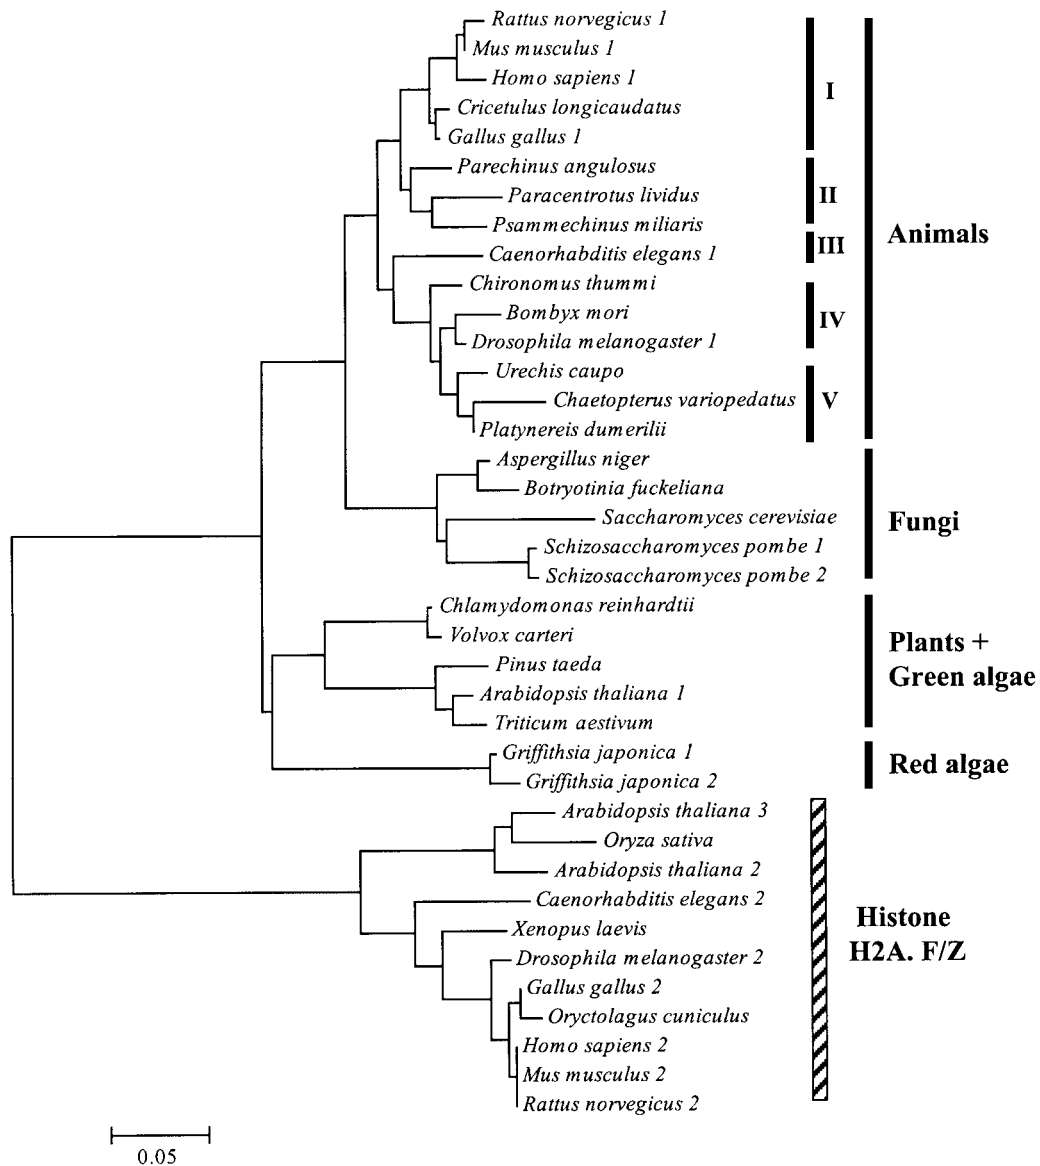 Rattus norvegicus 1
Mus musculus 1
Homo sapiens 1
Cricetulus longicaudatus
Gallus gallus 1
I
Parechinus angulosus
Paracentrotus lividus
Psammechinus miliaris
II
Caenorhabditis elegans 1
III
Chironomus thummi
Bombyx mori
Drosophila melanogaster 1
IV
Urechis caupo
Chaetopterus variopedatus
Platynereis dumerilii
V
Animals
Aspergillus niger
Botryotinia fuckeliana
Saccharomyces cerevisiae
Schizosaccharomyces pombe 1
Schizosaccharomyces pombe 2
Fungi
Chlamydomonas reinhardtii
Volvox carteri
Pinus taeda
Arabidopsis thaliana 1
Triticum aestivum
Plants +
Green algae
Griffithsia japonica 1
Griffithsia japonica 2
Red algae
Arabidopsis thaliana 3
Oryza sativa
Arabidopsis thaliana 2
Caenorhabditis elegans 2
Xenopus laevis
Drosophila melanogaster 2
Gallus gallus 2
Oryctolagus cuniculus
Homo sapiens 2
Mus musculus 2
Rattus norvegicus 2
Histone
H2A. F/Z
0.05